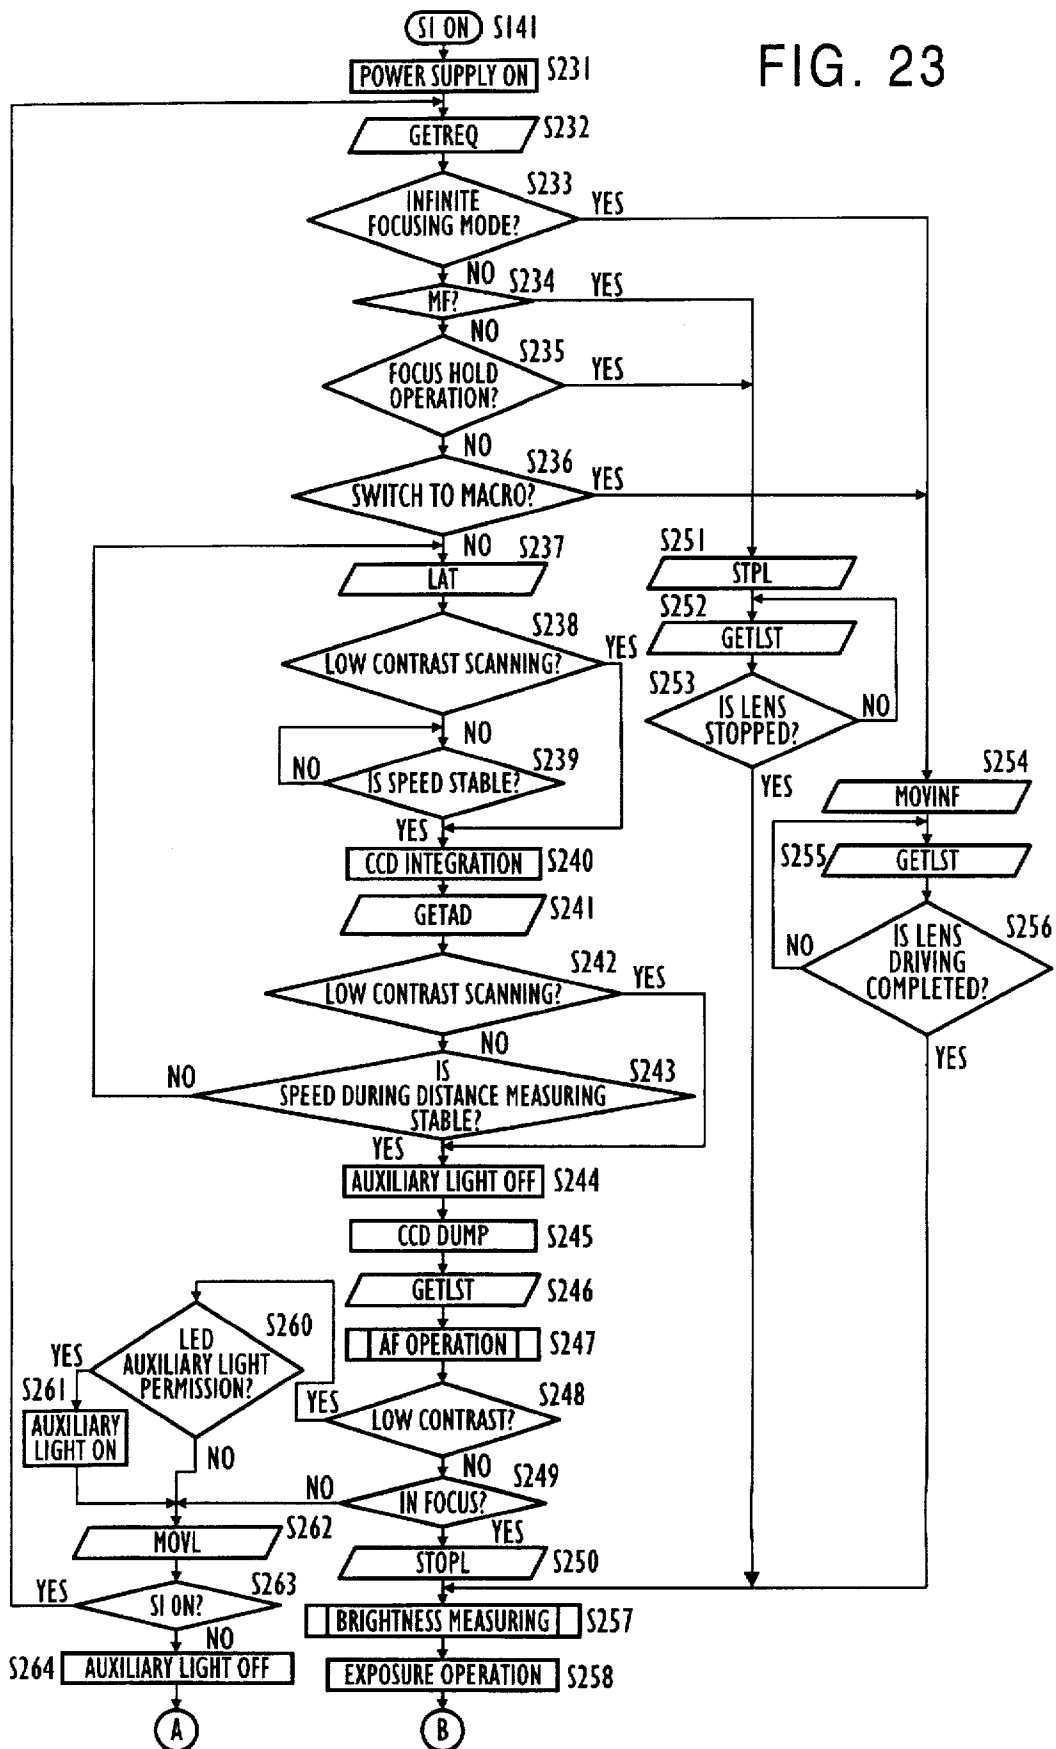 SI ON S141
FIG. 23
POWER SUPPLY ON S231
GETREQ S232
S233
INFINITE
FOCUSING MODE?
YES
NO
S234
MF?
YES
NO
S235
FOCUS HOLD
OPERATION?
YES
NO
S236
SWITCH TO MACRO?
YES
NO
S237
LAT
S238
LOW CONTRAST SCANNING?
YES
NO
S239
IS SPEED STABLE?
NO
YES
CCD INTEGRATION S240
GETAD S241
S242
LOW CONTRAST SCANNING?
YES
NO
S243
IS
SPEED DURING DISTANCE MEASURING
STABLE?
NO
YES
AUXILIARY LIGHT OFF S244
CCD DUMP S245
GETLST S246
AF OPERATION S247
S248
LOW CONTRAST?
YES
NO
S249
IN FOCUS?
NO
YES
STOPL S250
S251
STPL
S252
GETLST
S253
IS LENS
STOPPED?
NO
YES
S254
MOVINF
S255
GETLST
S256
IS LENS
DRIVING
COMPLETED?
NO
YES
BRIGHTNESS MEASURING S257
EXPOSURE OPERATION S258
B
S260
LED
AUXILIARY LIGHT
PERMISSION?
YES
NO
S261
AUXILIARY
LIGHT ON
MOVL S262
S263
SI ON?
YES
NO
S264 AUXILIARY LIGHT OFF
A